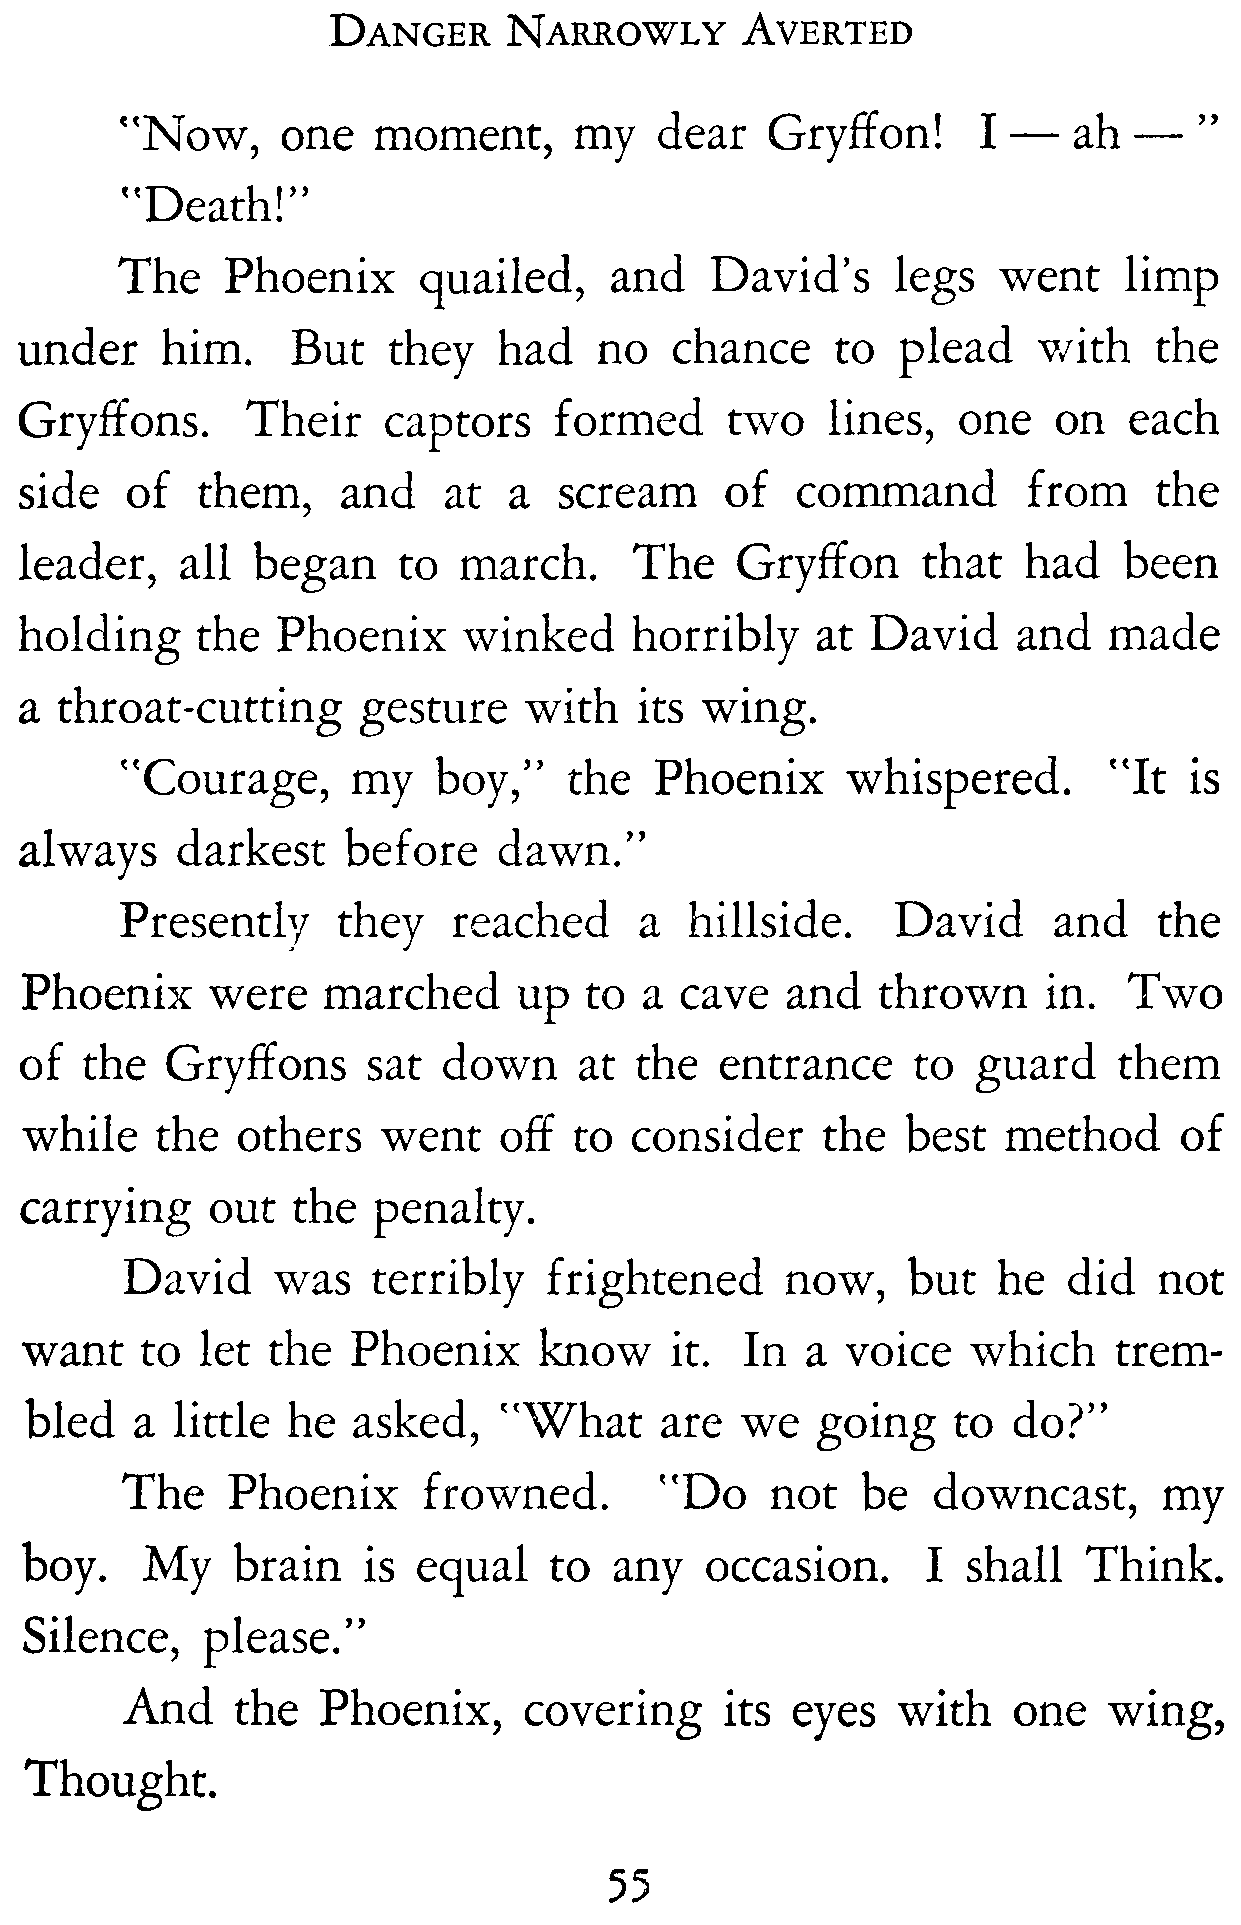 DANGER NARROWLY AVERTED
"Now, one moment, my dear Gryffon! I — ah — "
"Death!"
The Phoenix quailed, and David's legs went limp
under him. But they had no chance to plead with the
Gryffons. Their captors formed two lines, one on each
side of them, and at a scream of command from the
leader, all began to march. The Gryffon that had been
holding the Phoenix winked horribly at David and made
a throat-cutting gesture with its wing.
"Courage, my boy," the Phoenix whispered. "It is
always darkest before dawn."
Presently they reached a hillside. David and the
Phoenix were marched up to a cave and thrown in. Two
of the Gryffons sat down at the entrance to guard them
while the others went off to consider the best method of
carrying out the penalty.
David was terribly frightened now, but he did not
want to let the Phoenix know it. In a voice which trem-
bled a little he asked, "What are we going to do?"
The Phoenix frowned. "Do not be downcast, my
boy. My brain is equal to any occasion. I shall Think.
Silence, please."
And the Phoenix, covering its eyes with one wing,
Thought.
55